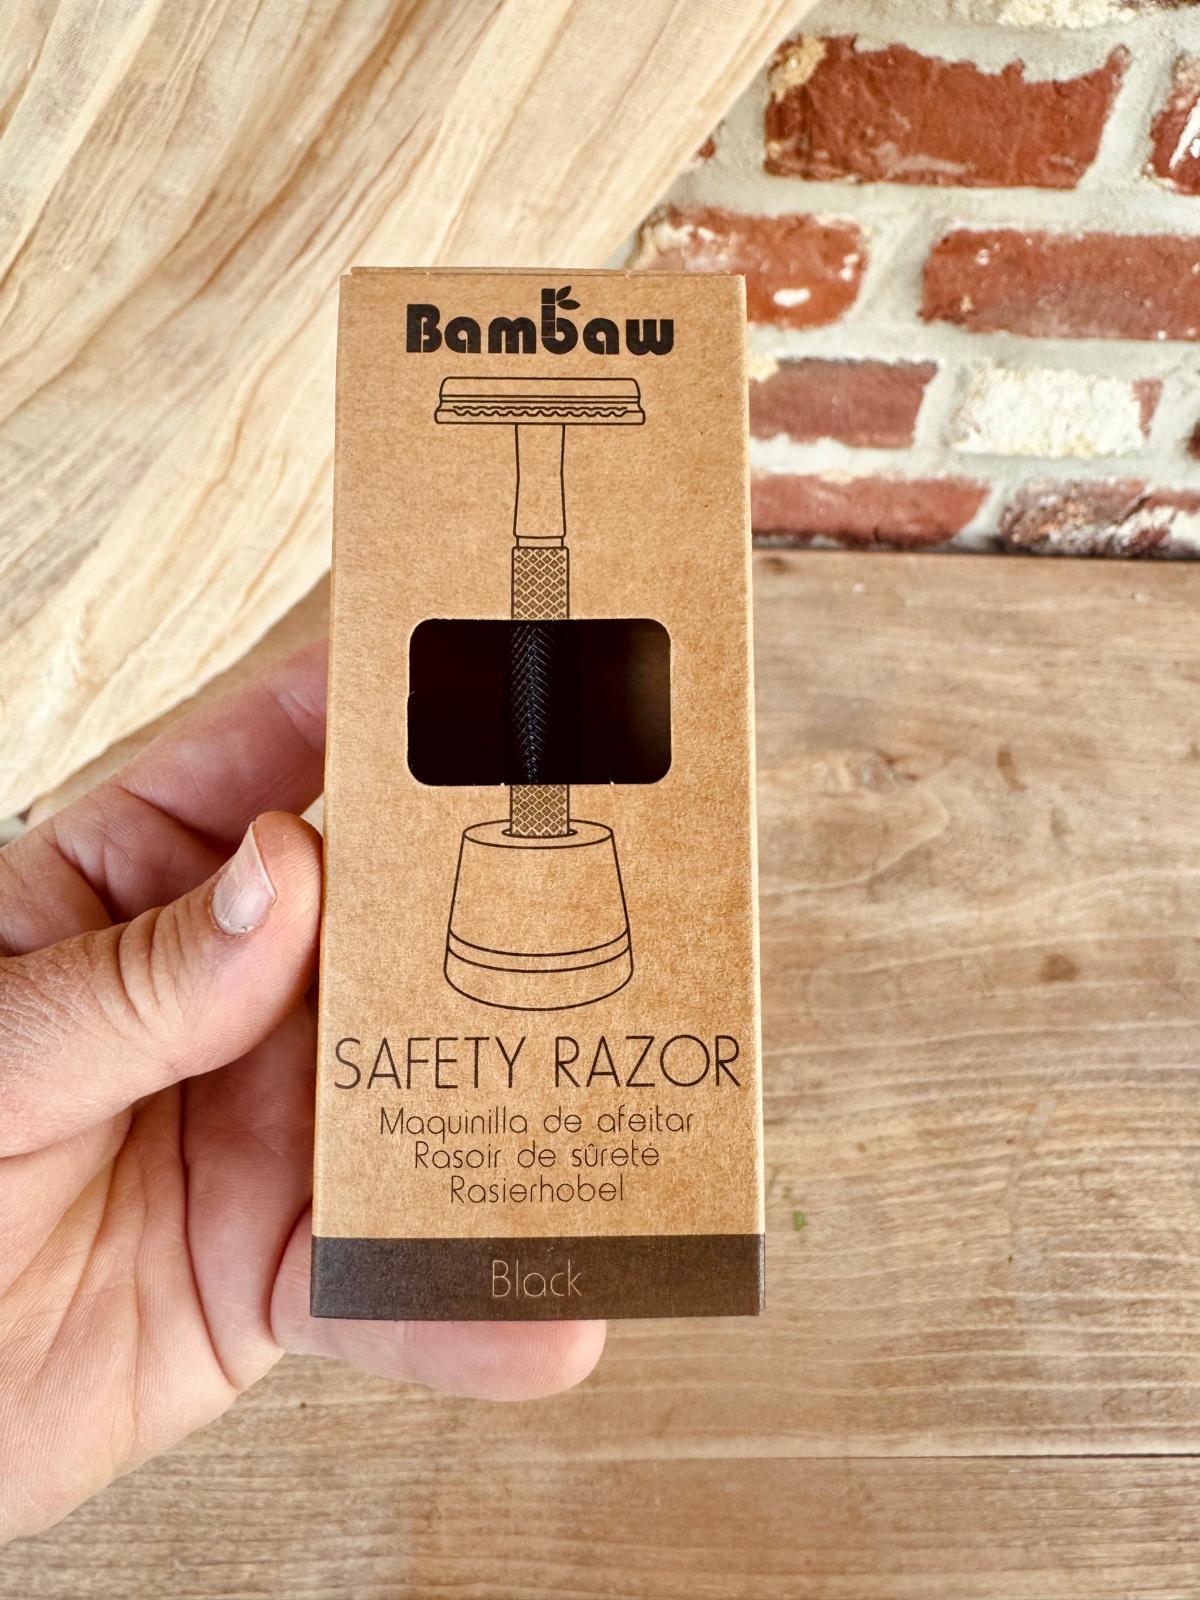 Bambaw
SAFETY RAZOR
Maquinilla de afeitar
Rasoir de sûreté
Rasierhobel
Black